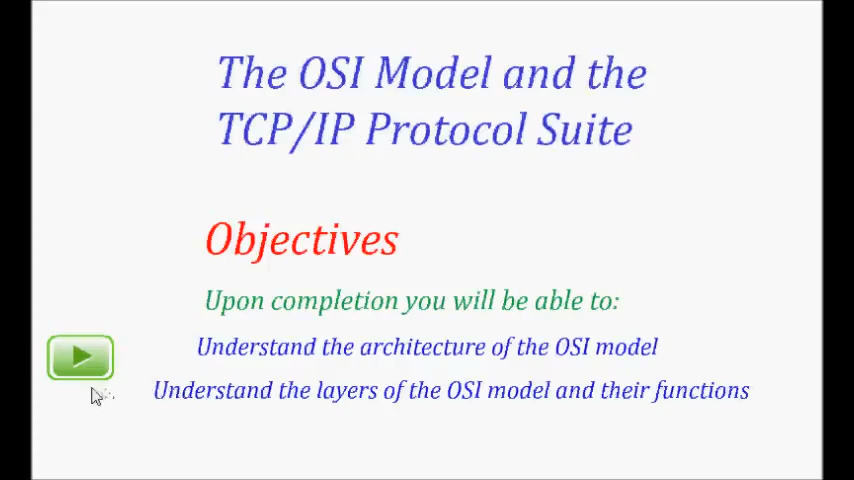 The OSI Model and the
TCP/IP Protocol Suite
Objectives
Upon completion you will be able to:
Understand the architecture of the OSI model
Understand the layers of the OSI model and their functions